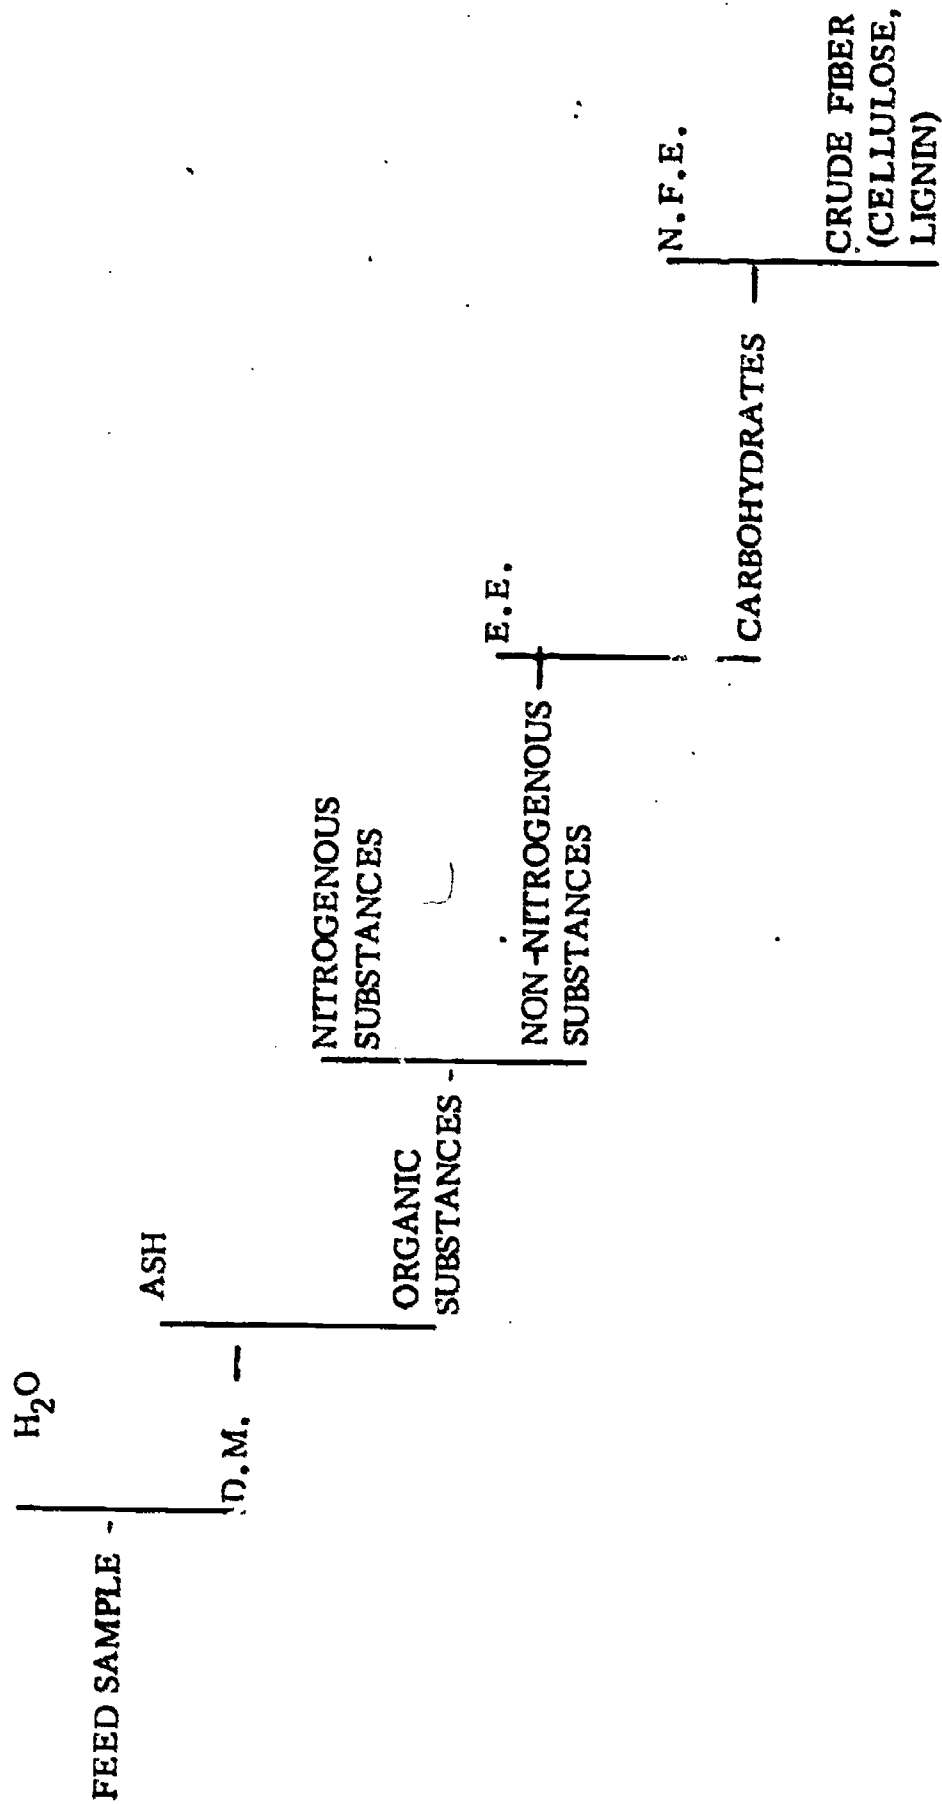 FEED SAMPLE -
H₂O
D.M. —
ASH
ORGANIC
SUBSTANCES -
NITROGENOUS
SUBSTANCES
NON-NITROGENOUS
SUBSTANCES
E.E.
CARBOHYDRATES —
N.F.E.
CRUDE FIBER
(CELLULOSE,
LIGNIN)